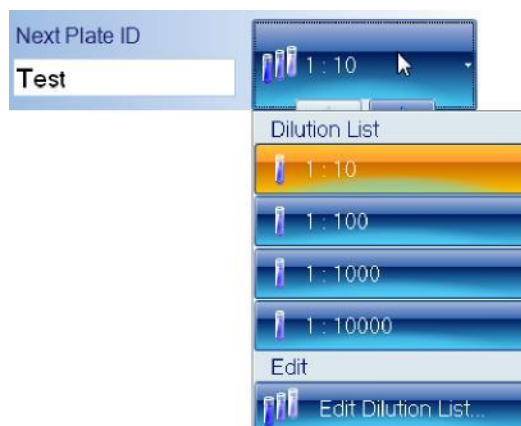 Next Plate ID
Test
1 : 10
Dilution List
1 : 10
1 : 100
1 : 1000
1 : 10000
Edit
Edit Dilution List...